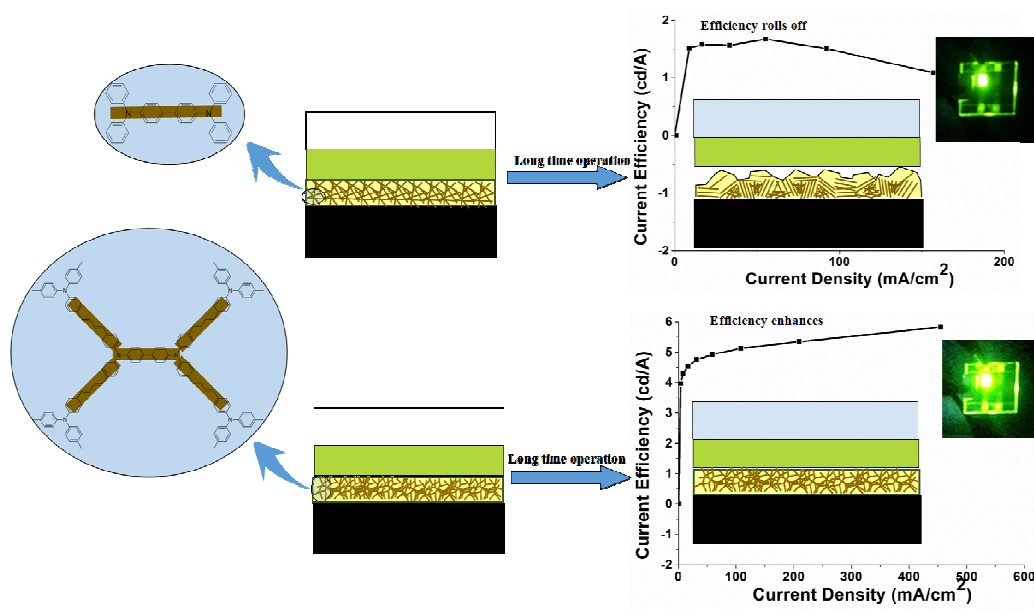 Efficiency rolls off
2
1
0
-1
-2
Current Efficiency (cd/A)
0
100
200
Current Density (mA/cm2)
N
N
Long time operation
Efficiency enhances
6
5
4
3
2
1
0
-1
-2
Current Efficiency (cd/A)
0
100
200
300
400
500
600
Current Density (mA/cm2)
N
N
N
N
N
N
Long time operation